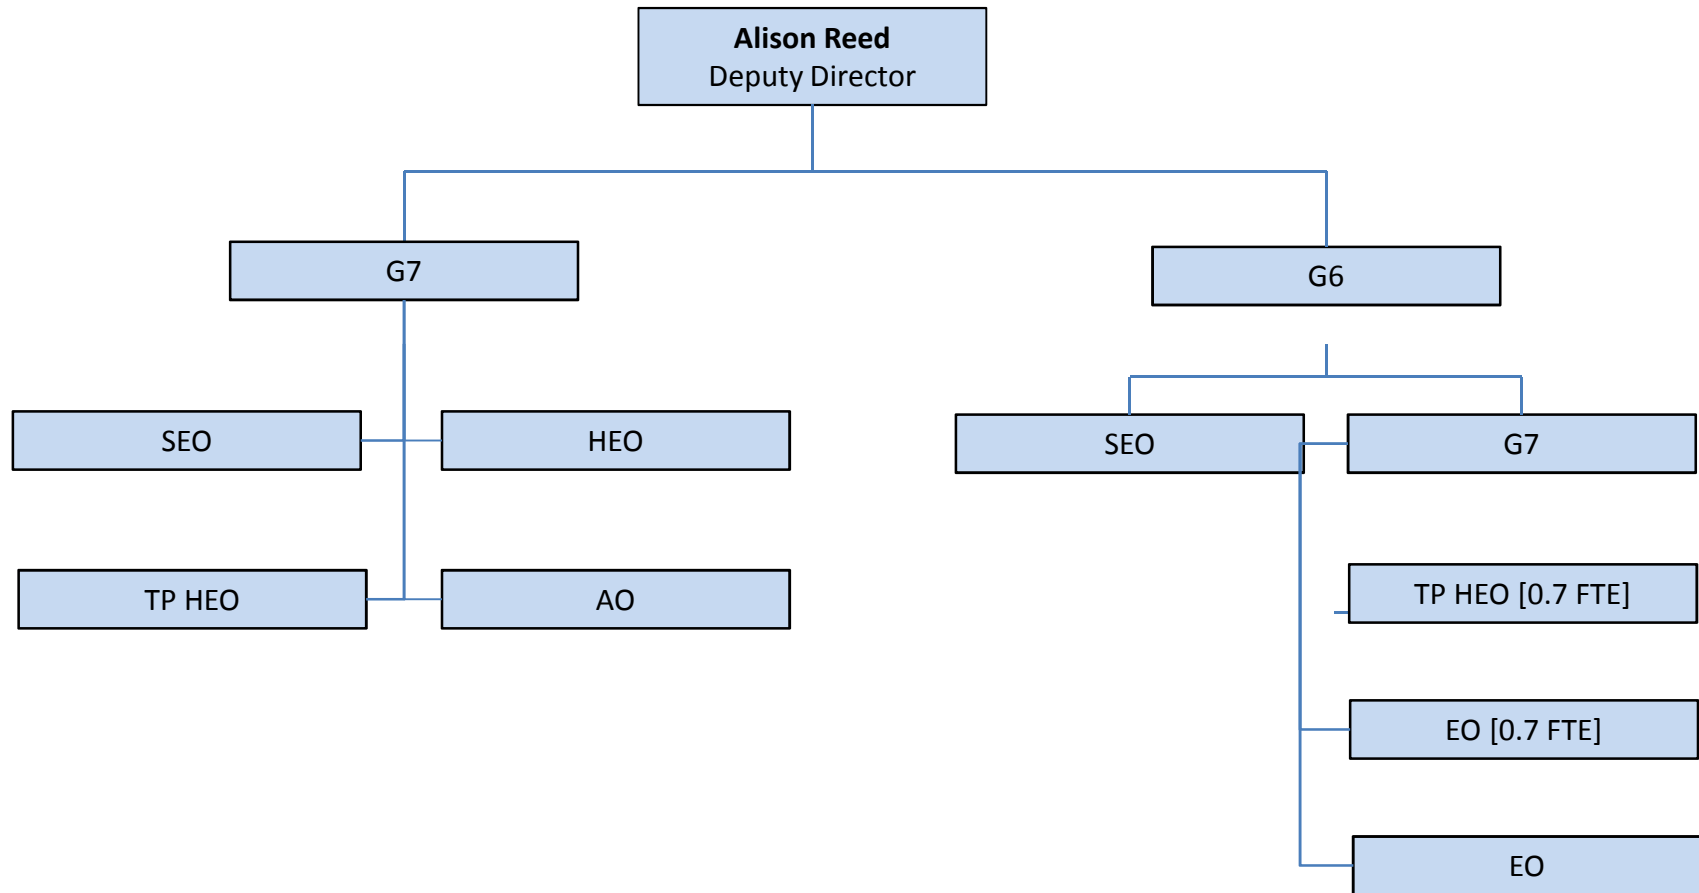 Alison Reed
Deputy Director
G7
G6
SEO
HEO
SEO
G7
TP HEO
AO
TP HEO [0.7 FTE]
EO [0.7 FTE]
EO